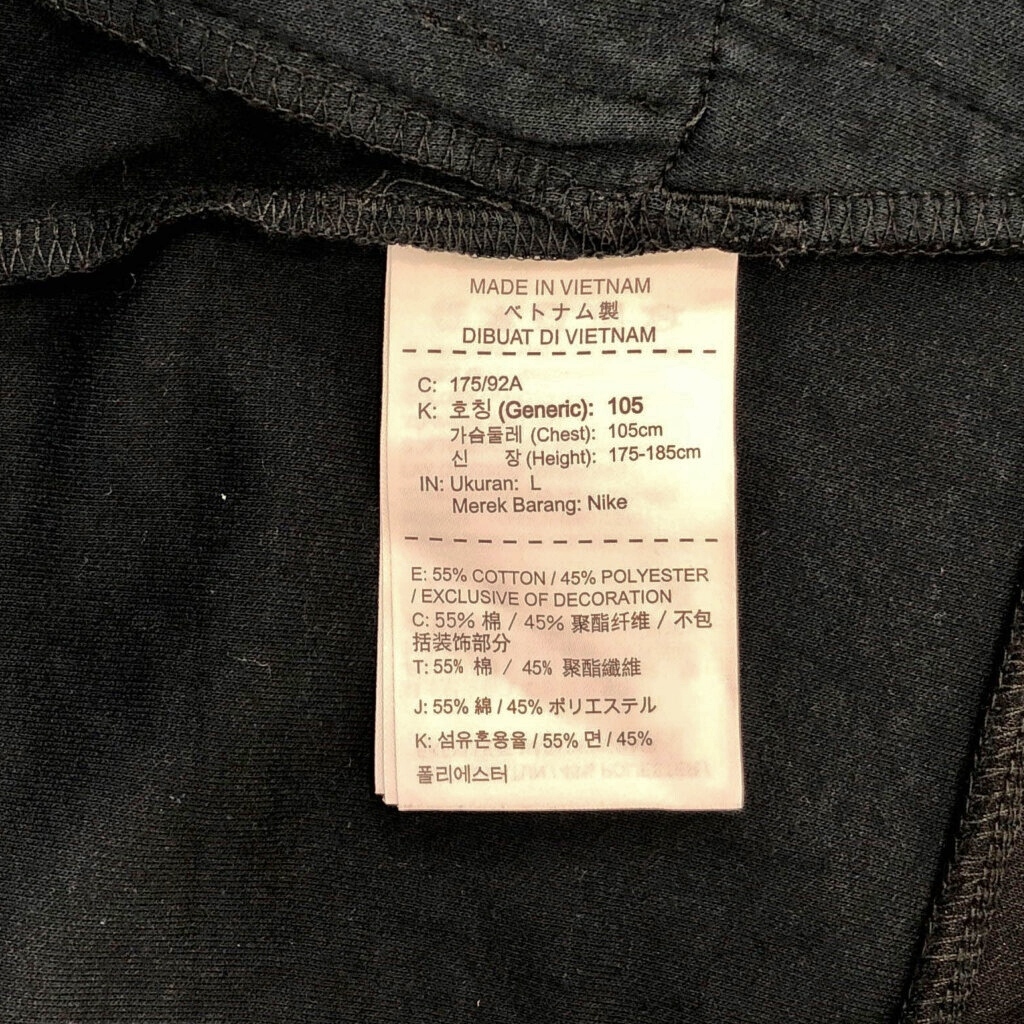 MADE IN VIETNAM
ベトナム製
DIBUAT DI VIETNAM
C: 175/92A
K: 호칭 (Generic): 105
가슴둘레 (Chest): 105cm
신 장 (Height): 175-185cm
IN: Ukuran: L
Merek Barang: Nike
E: 55% COTTON / 45% POLYESTER
/ EXCLUSIVE OF DECORATION
C: 55% 棉 / 45% 聚酯纤维 / 不包
括装饰部分
T: 55% 棉 / 45% 聚酯纖維
J: 55% 綿 / 45% ポリエステル
K: 섬유혼용율 / 55% 면 / 45%
폴리에스터